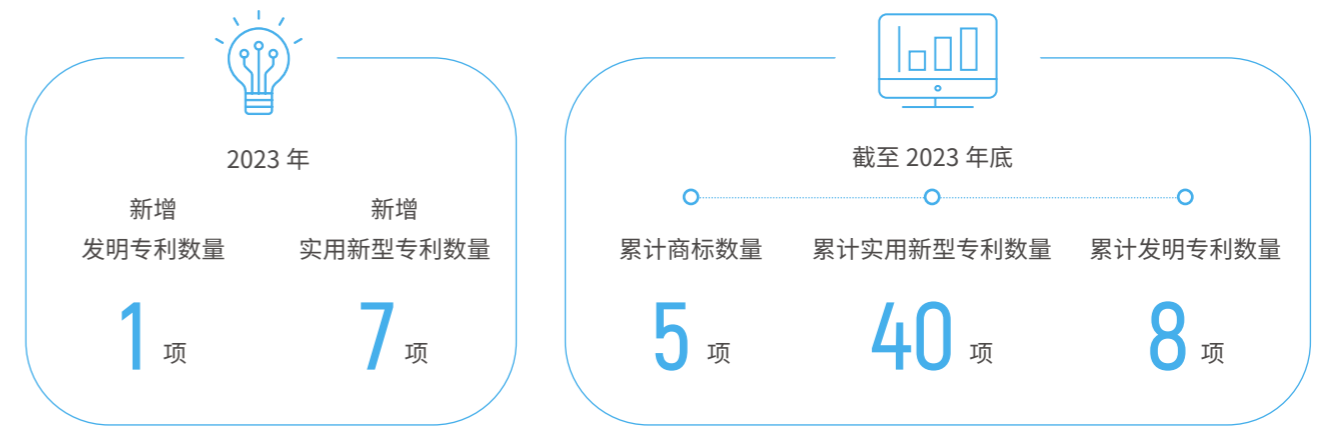 2023 年
新增
发明专利数量
1 项
新增
实用新型专利数量
7 项
截至 2023 年底
累计商标数量
5 项
累计实用新型专利数量
40 项
累计发明专利数量
8 项